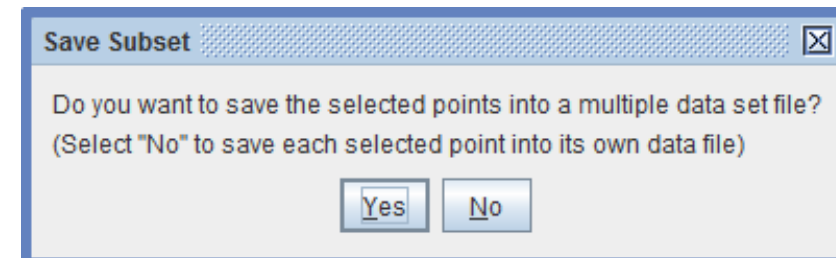 Save Subset
Do you want to save the selected points into a multiple data set file?
(Select "No" to save each selected point into its own data file)
Yes No